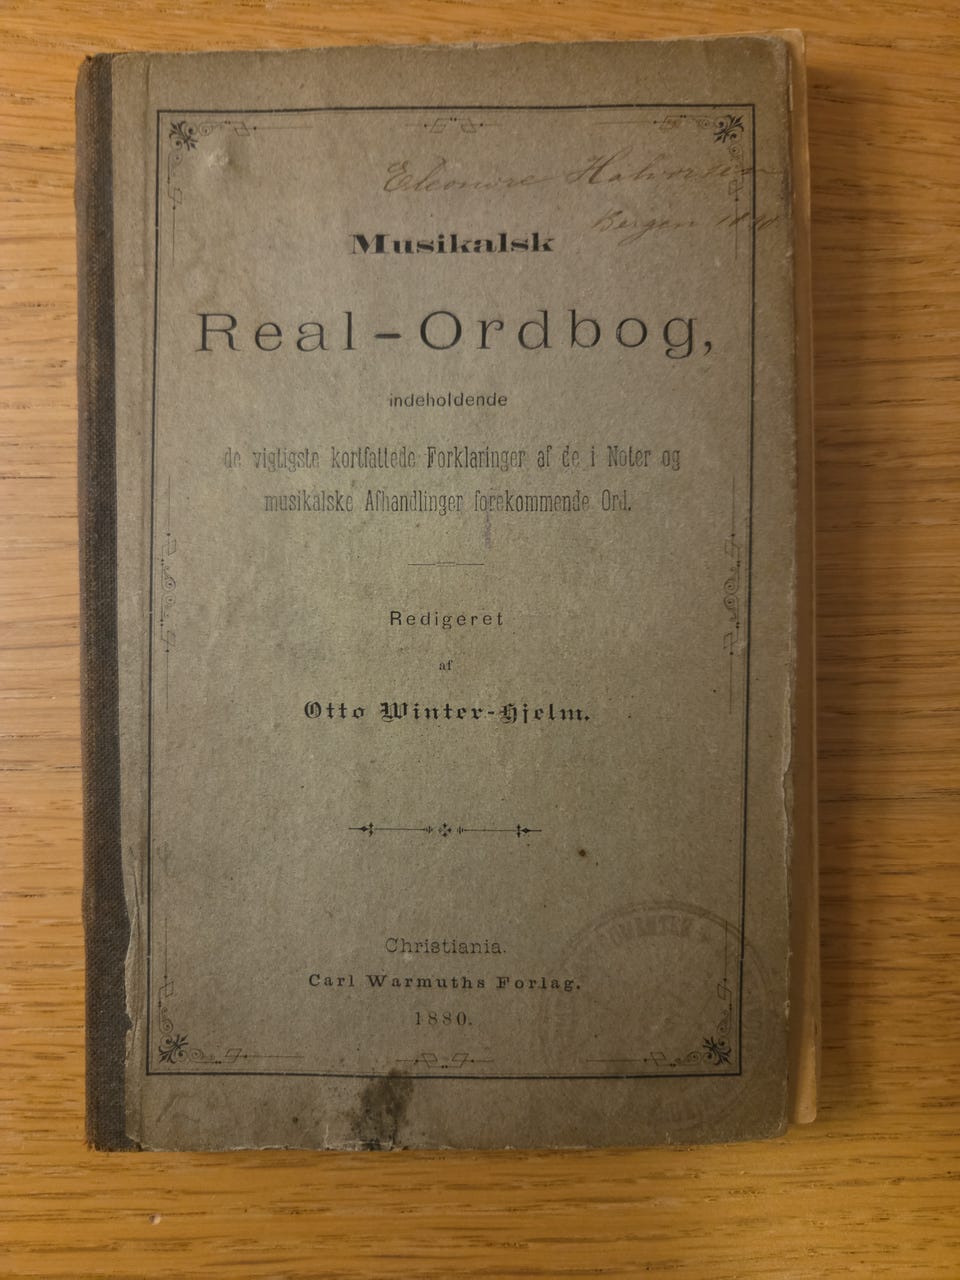 Eleonore Halvorsen
Bergen
Musikalsk
Real-Ordbog,
indeholdende
de vigtigste kortfattede Forklaringer af de i Noter og
musikalske Afhandlinger forekommende Ord.
Redigeret
af
Otto Winter-Hjelm.
Christiania.
Carl Warmuths Forlag.
1880.